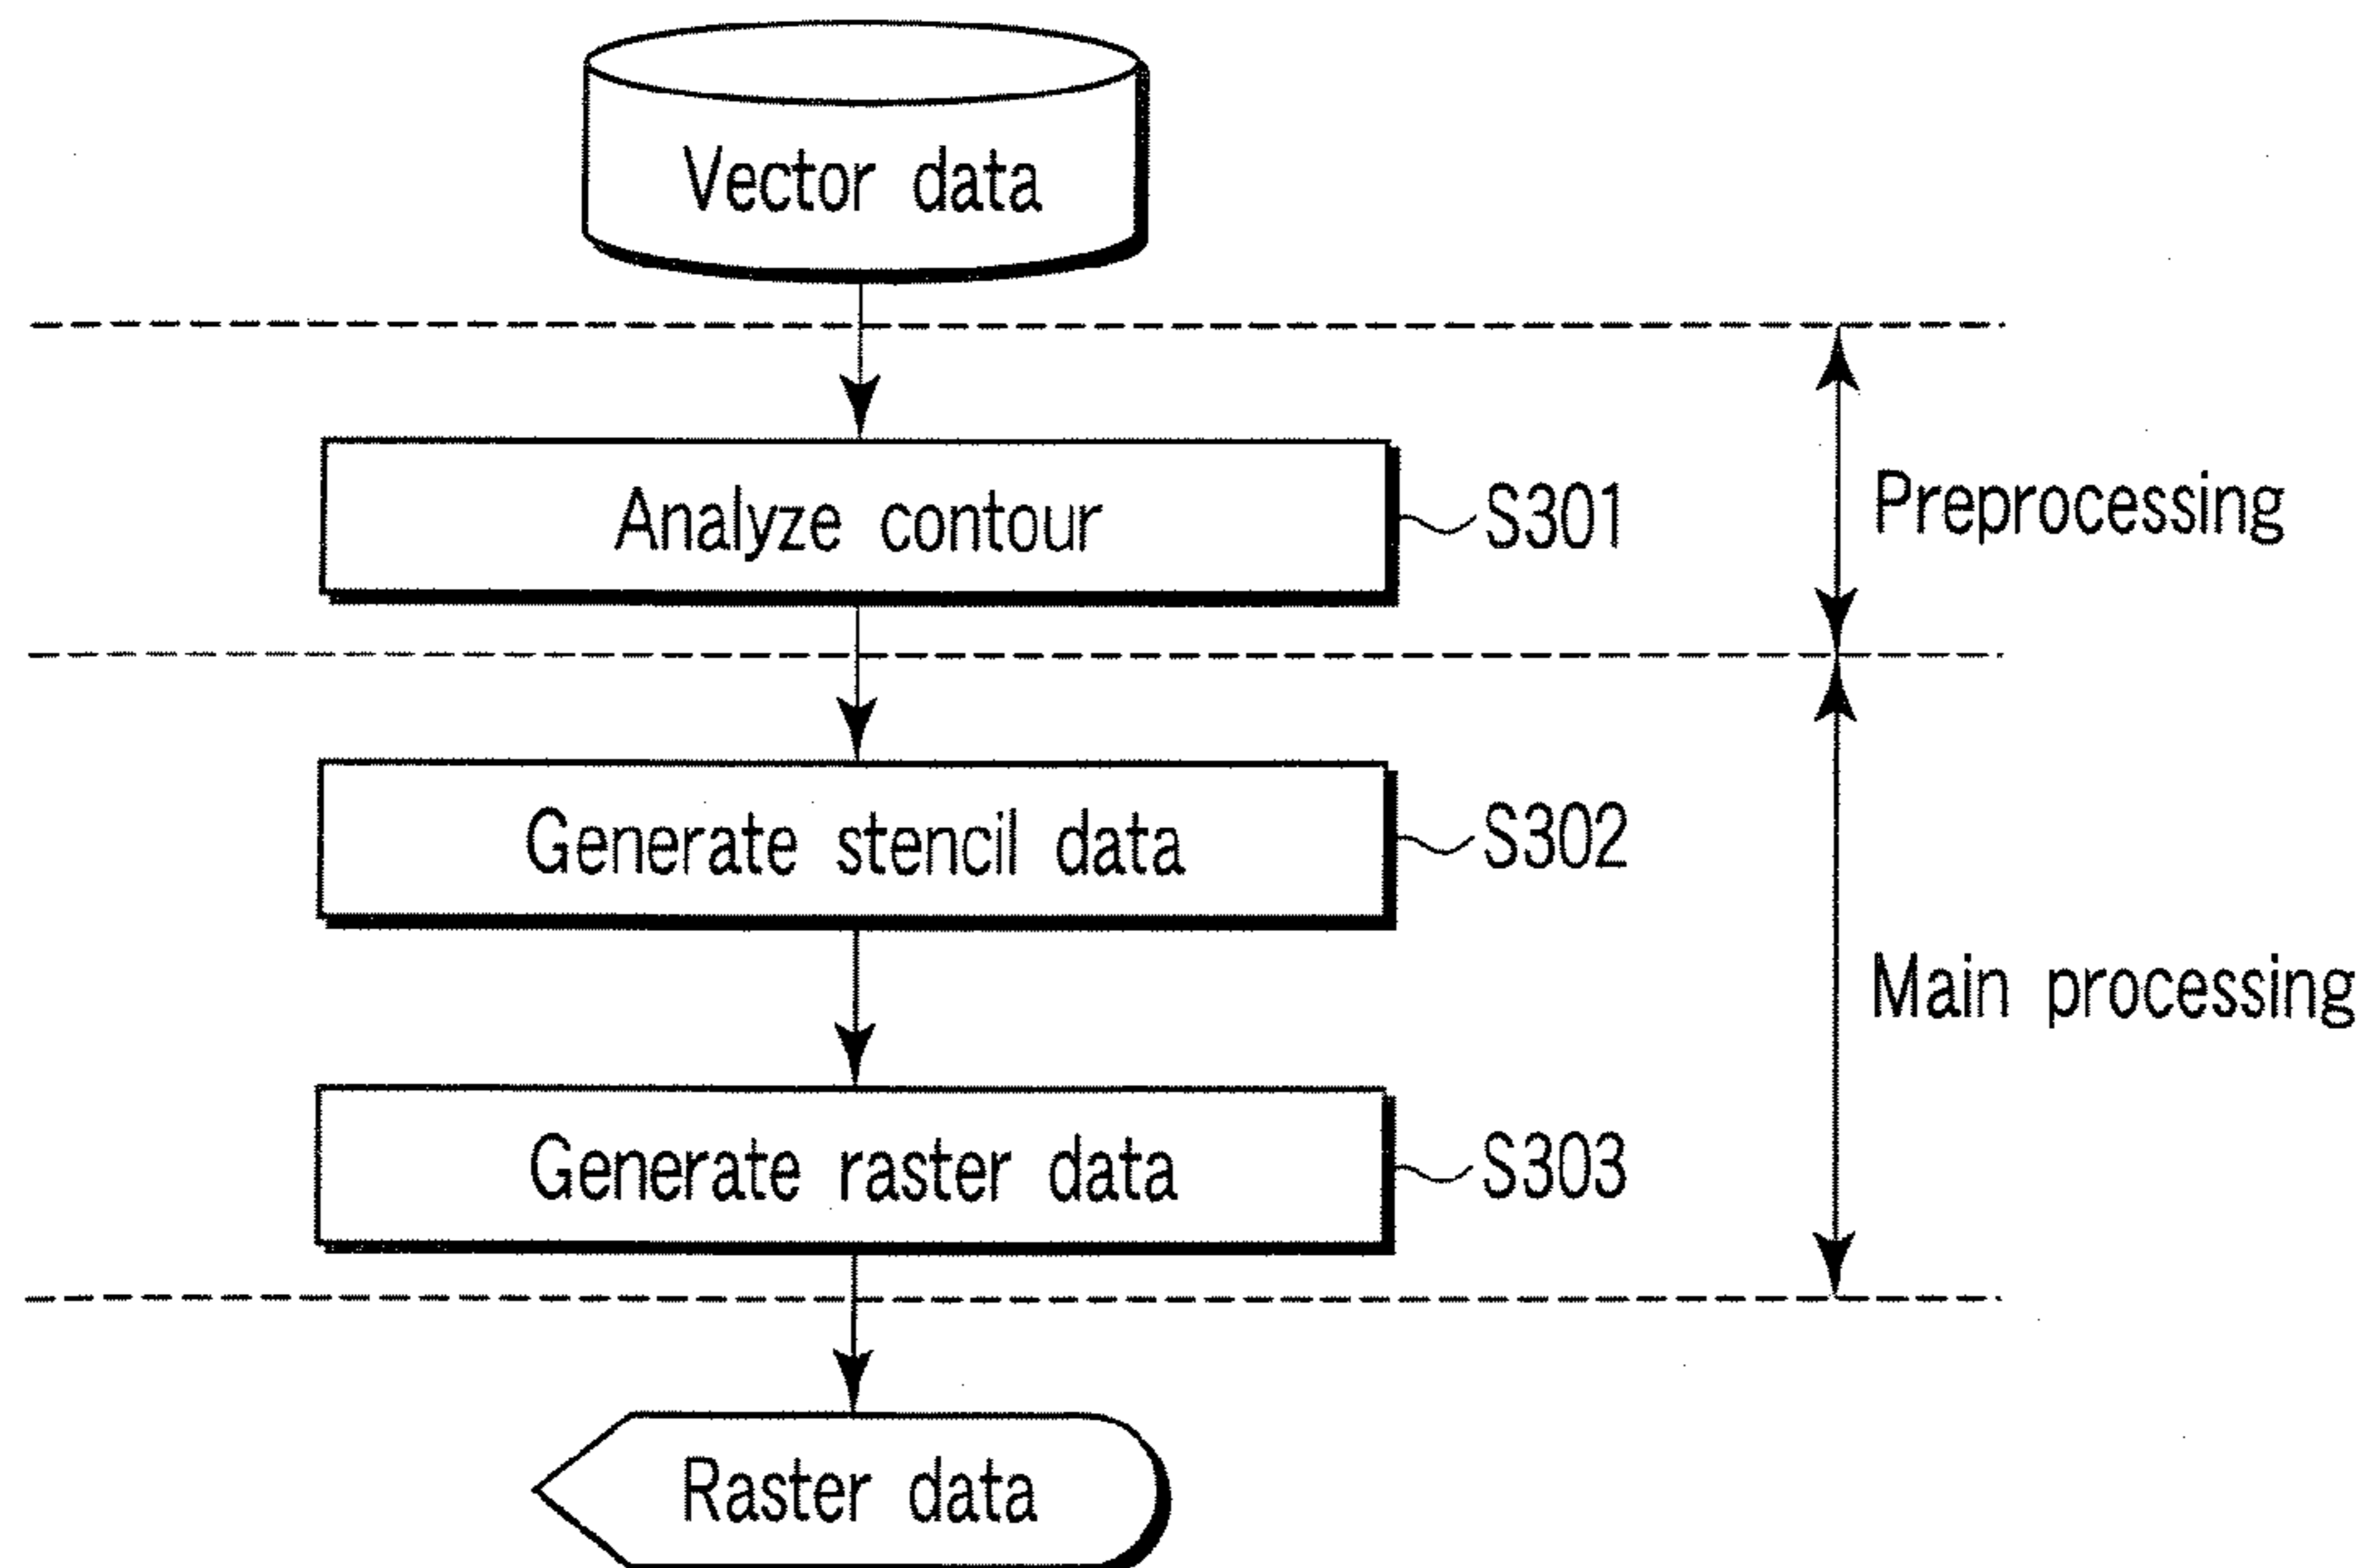 Vector data
Analyze contour
S301
Preprocessing
Generate stencil data
S302
Main processing
Generate raster data
S303
Raster data